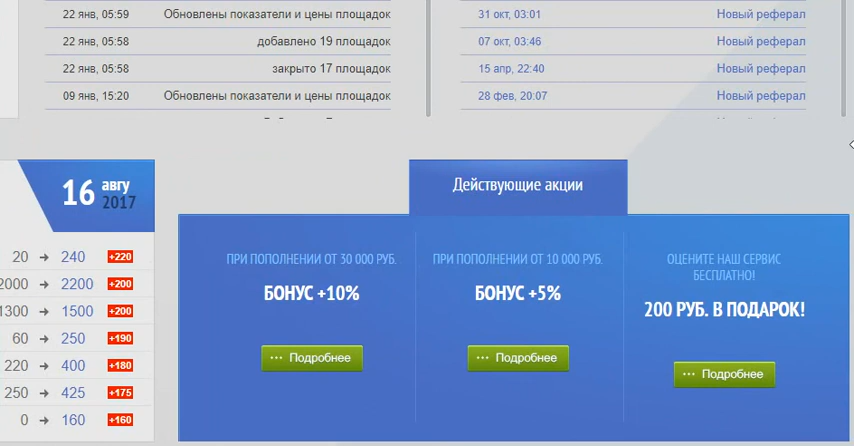 22 янв, 05:59 Обновлены показатели и цены площадок
22 янв, 05:58 добавлено 19 площадок
22 янв, 05:58 закрыто 17 площадок
09 янв, 15:20 Обновлены показатели и цены площадок
31 окт, 03:01 Новый реферал
07 окт, 03:46 Новый реферал
15 апр, 22:40 Новый реферал
28 фев, 20:07 Новый реферал
16 авгу
2017
20 → 240 +220
2000 → 2200 +200
1300 → 1500 +200
60 → 250 +190
220 → 400 +180
250 → 425 +175
0 → 160 +160
Действующие акции
ПРИ ПОПОЛНЕНИИ ОТ 30 000 РУБ.
БОНУС +10%
··· Подробнее
ПРИ ПОПОЛНЕНИИ ОТ 10 000 РУБ.
БОНУС +5%
··· Подробнее
ОЦЕНИТЕ НАШ СЕРВИС
БЕСПЛАТНО!
200 РУБ. В ПОДАРОК!
··· Подробнее